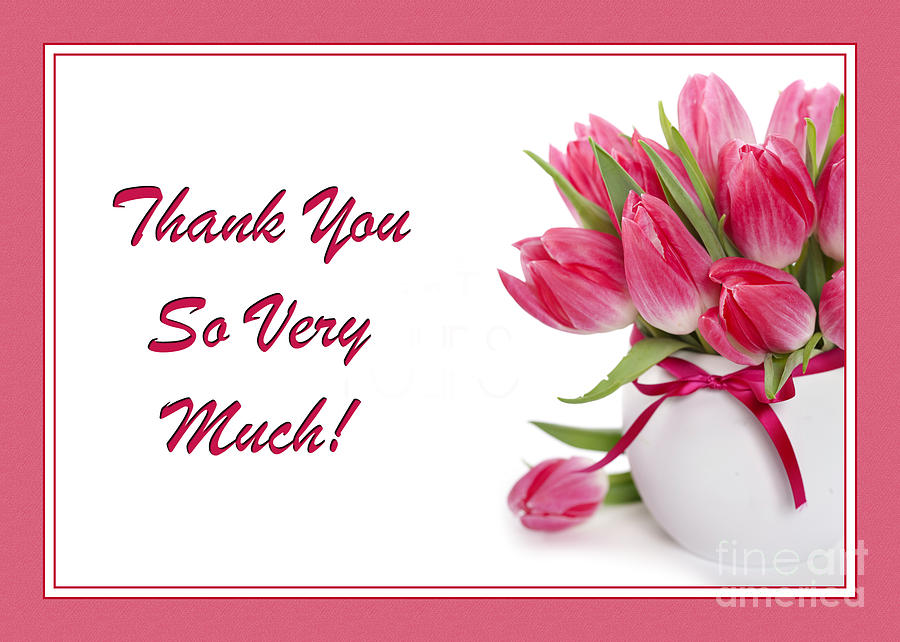 Thank You
So Very
Much!
fine art
america